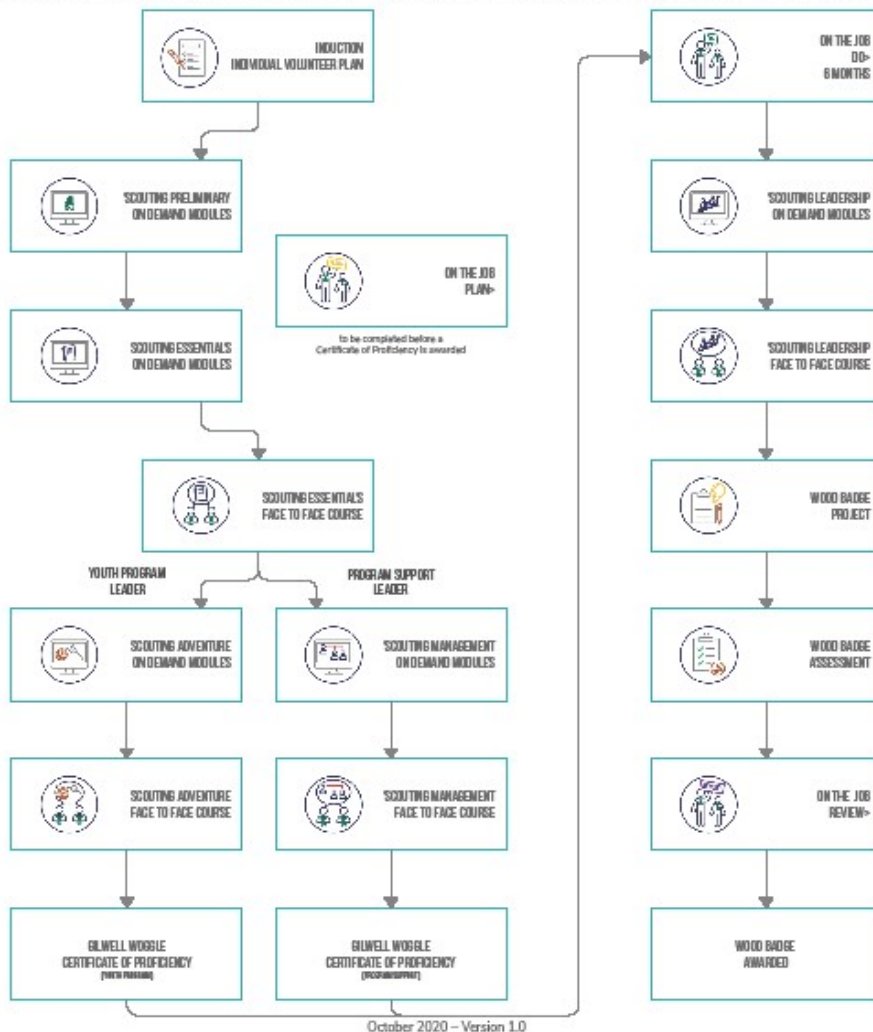 INDUCTION
INDIVIDUAL VOLUNTEER PLAN
SCOUTING PRELIMINARY
ON DEMAND MODULES
ON THE JOB
PLAN>
to be completed before a
Certificate of Proficiency is awarded
SCOUTING ESSENTIALS
ON DEMAND MODULES
SCOUTING ESSENTIALS
FACE TO FACE COURSE
YOUTH PROGRAM
LEADER
PROGRAM SUPPORT
LEADER
SCOUTING ADVENTURE
ON DEMAND MODULES
SCOUTING MANAGEMENT
ON DEMAND MODULES
SCOUTING ADVENTURE
FACE TO FACE COURSE
SCOUTING MANAGEMENT
FACE TO FACE COURSE
GILWELL WOGGLE
CERTIFICATE OF PROFICIENCY
(YOUTH PROGRAM)
GILWELL WOGGLE
CERTIFICATE OF PROFICIENCY
(PROGRAM SUPPORT)
ON THE JOB
DO>
6 MONTHS
SCOUTING LEADERSHIP
ON DEMAND MODULES
SCOUTING LEADERSHIP
FACE TO FACE COURSE
WOOD BADGE
PROJECT
WOOD BADGE
ASSESSMENT
ON THE JOB
REVIEW>
WOOD BADGE
AWARDED
October 2020 – Version 1.0